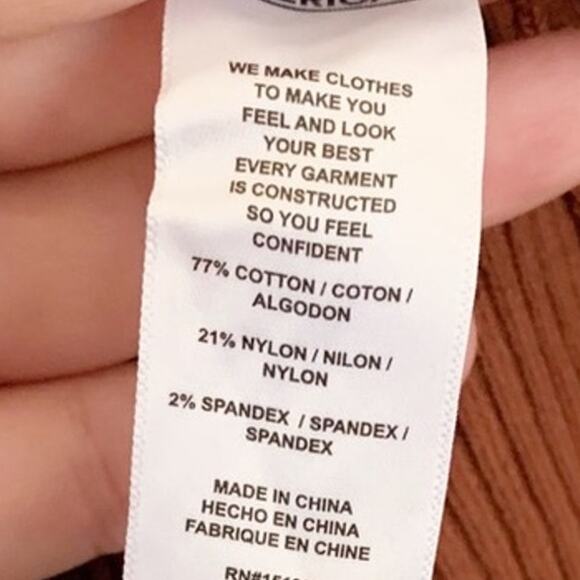 WE MAKE CLOTHES
TO MAKE YOU
FEEL AND LOOK
YOUR BEST
EVERY GARMENT
IS CONSTRUCTED
SO YOU FEEL
CONFIDENT
77% COTTON / COTON /
ALGODON
21% NYLON / NILON /
NYLON
2% SPANDEX / SPANDEX /
SPANDEX
MADE IN CHINA
HECHO EN CHINA
FABRIQUE EN CHINE